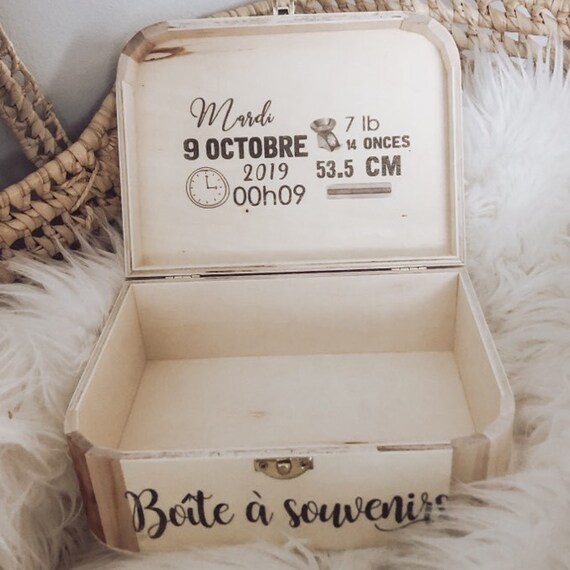 Mardi
9 OCTOBRE
2019
00h09
7 lb
14 ONCES
53.5 CM
Boîte à souvenirs